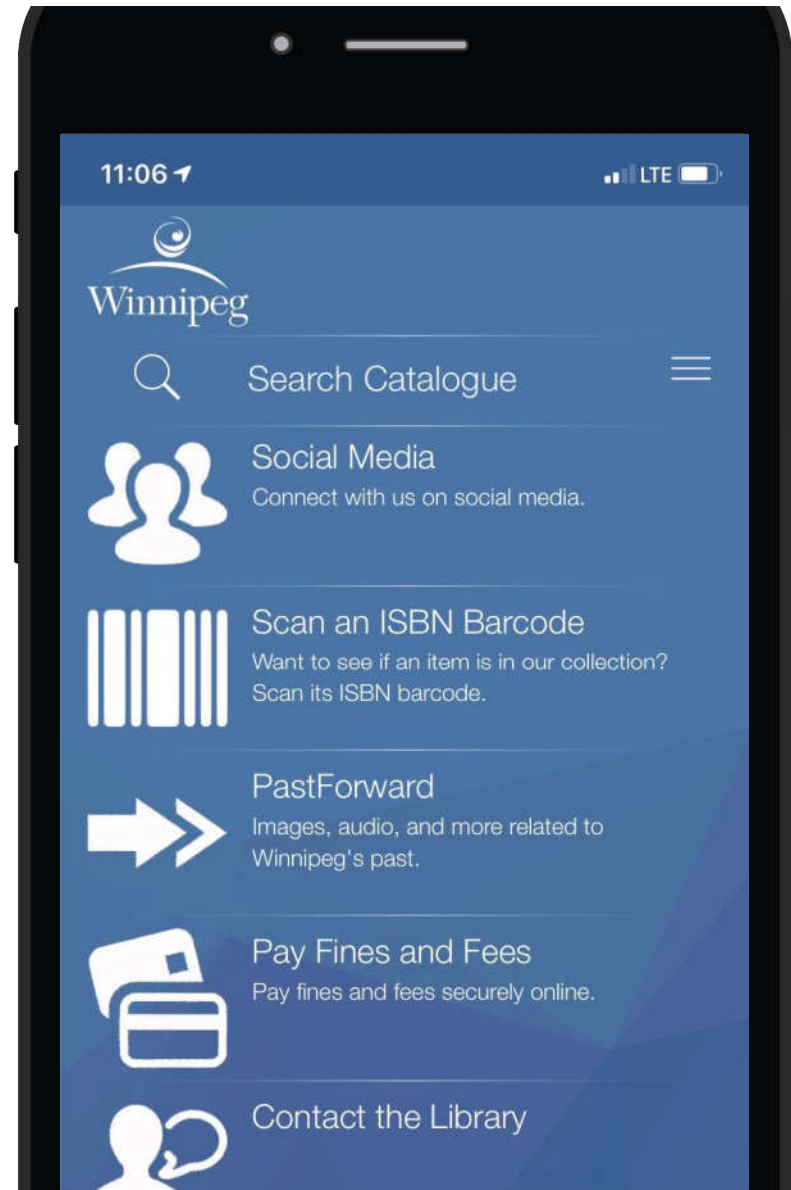 11:06
LTE
Winnipeg
Search Catalogue
Social Media
Connect with us on social media.
Scan an ISBN Barcode
Want to see if an item is in our collection?
Scan its ISBN barcode.
PastForward
Images, audio, and more related to
Winnipeg's past.
Pay Fines and Fees
Pay fines and fees securely online.
Contact the Library